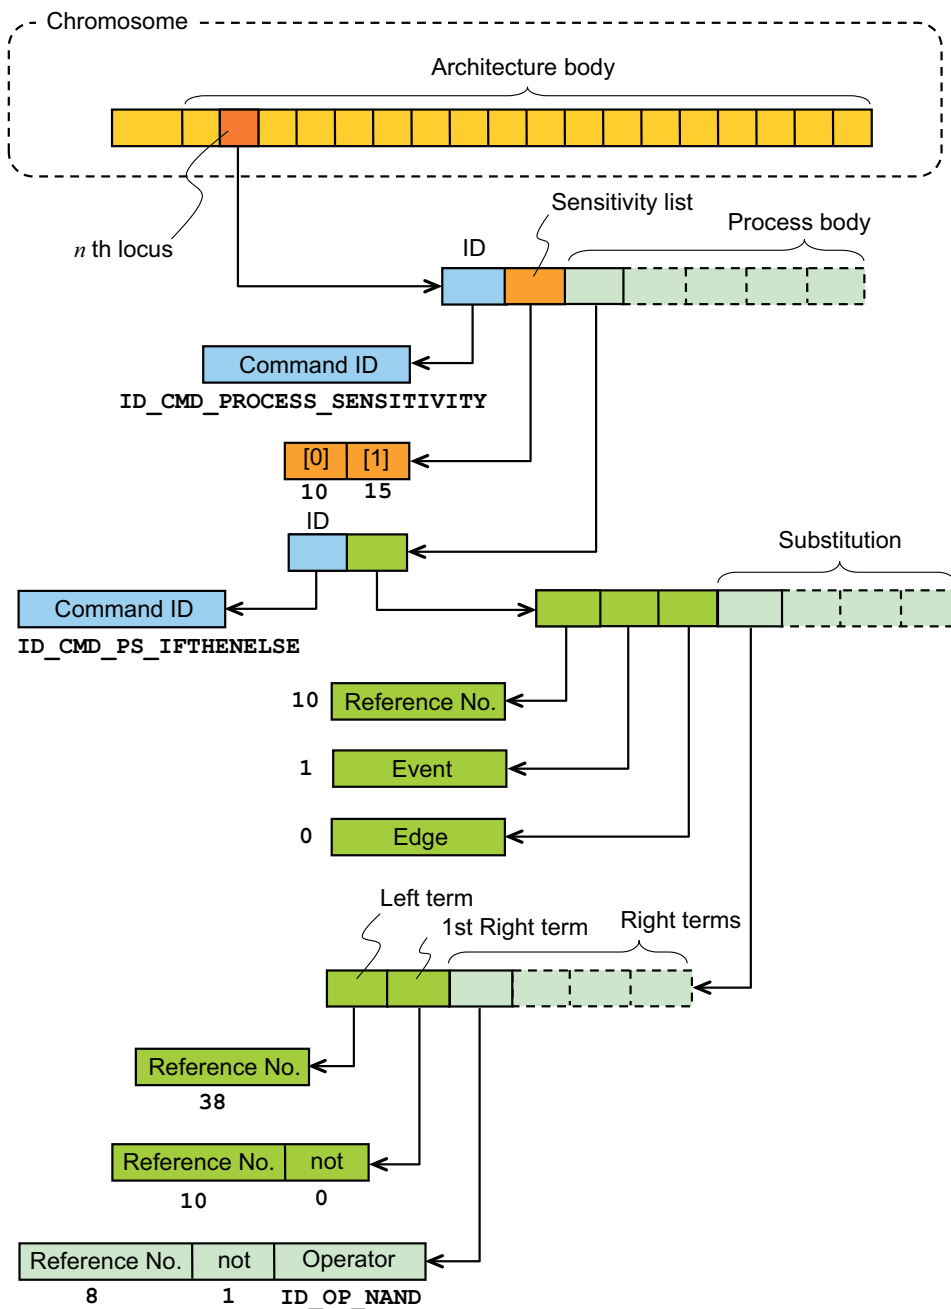 Chromosome
Architecture body
n th locus
Sensitivity list
Process body
ID
Command ID
ID_CMD_PROCESS_SENSITIVITY
[0] [1]
10 15
ID
Substitution
Command ID
ID_CMD_PS_IFTHENELSE
10 Reference No.
1 Event
0 Edge
Left term
1st Right term
Right terms
Reference No.
38
Reference No. not
10 0
Reference No. not Operator
8 1 ID_OP_NAND